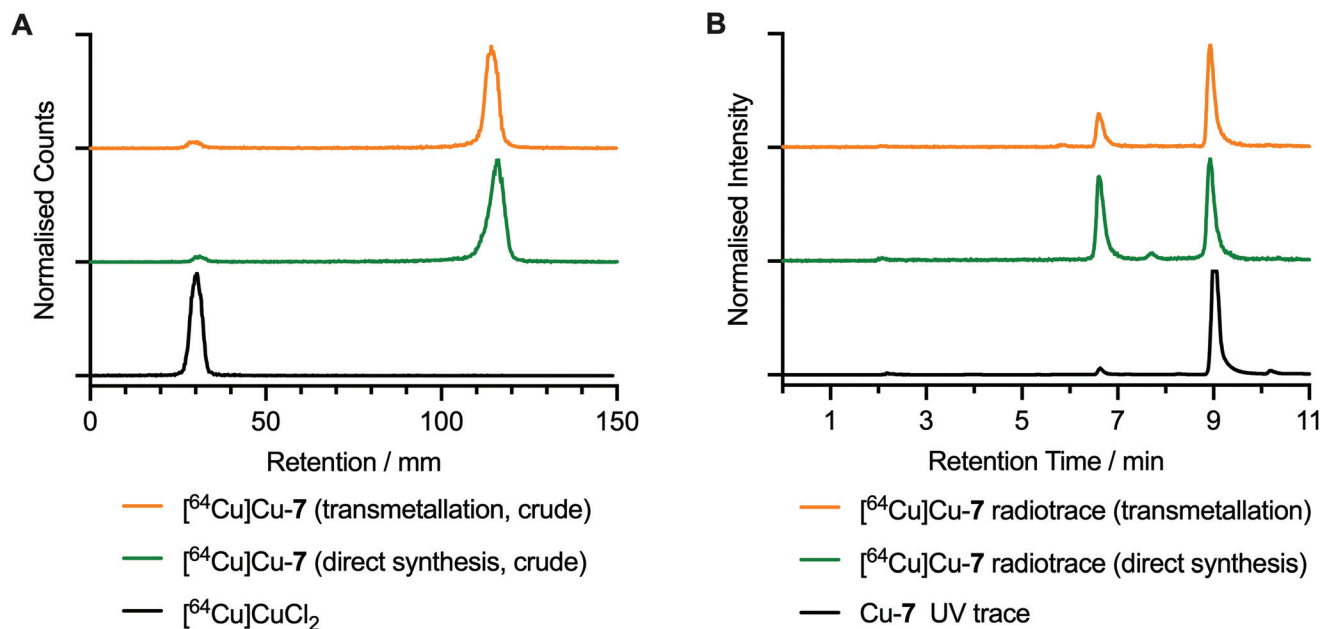 A
Normalised Counts
0 50 100 150
Retention / mm
[⁶⁴Cu]Cu-7 (transmetallation, crude)
[⁶⁴Cu]Cu-7 (direct synthesis, crude)
[⁶⁴Cu]CuCl₂
B
Normalised Intensity
1 3 5 7 9 11
Retention Time / min
[⁶⁴Cu]Cu-7 radiotrace (transmetallation)
[⁶⁴Cu]Cu-7 radiotrace (direct synthesis)
Cu-7 UV trace